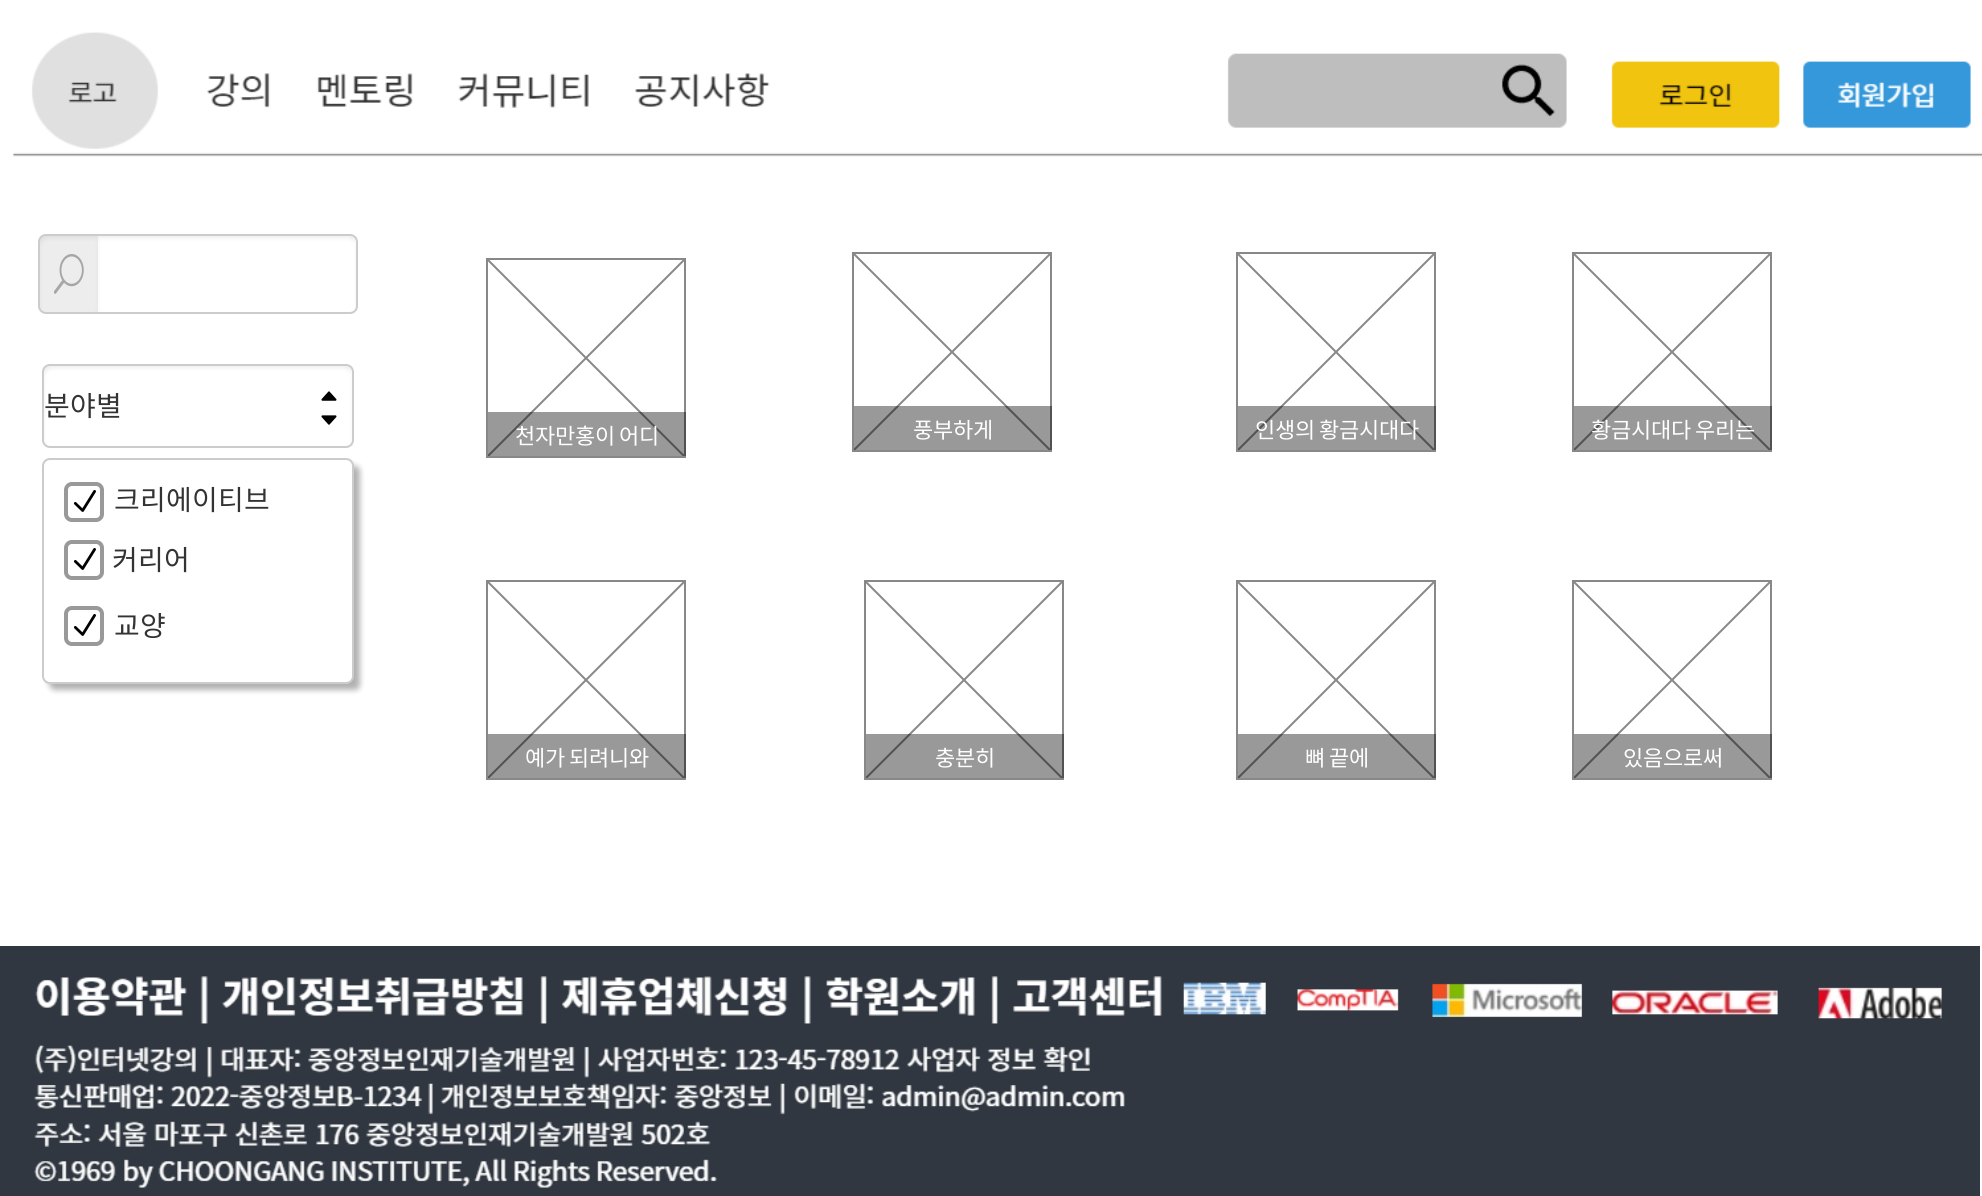 로고
강의 멘토링 커뮤니티 공지사항
로그인
회원가입
분야별
크리에이티브
커리어
교양
천자만홍이 어디
풍부하게
인생의 황금시대다
황금시대다 우리는
예가 되려니와
충분히
뼈 끝에
있음으로써
이용약관 | 개인정보취급방침 | 제휴업체신청 | 학원소개 | 고객센터
IBM
CompTIA
Microsoft
ORACLE
Adobe
(주)인터넷강의 | 대표자: 중앙정보인재기술개발원 | 사업자번호: 123-45-78912 사업자 정보 확인
통신판매업: 2022-중앙정보B-1234 | 개인정보보호책임자: 중앙정보 | 이메일: admin@admin.com
주소: 서울 마포구 신촌로 176 중앙정보인재기술개발원 502호
©1969 by CHOONGANG INSTITUTE, All Rights Reserved.